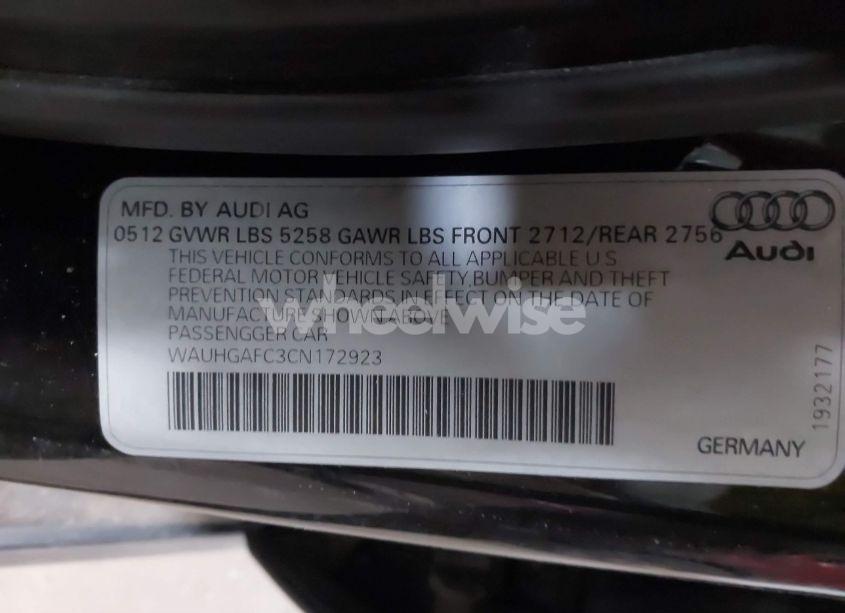 MFD. BY AUDI AG
0512 GVWR LBS 5258 GAWR LBS FRONT 2712/REAR 2756
Audi
THIS VEHICLE CONFORMS TO ALL APPLICABLE U.S.
FEDERAL MOTOR VEHICLE SAFETY,BUMPER AND THEFT
PREVENTION STANDARDS IN EFFECT ON THE DATE OF
MANUFACTURE SHOWN ABOVE
PASSENGGER CAR
WAUHGAFC3CN172923
wheelwise
1932177
GERMANY